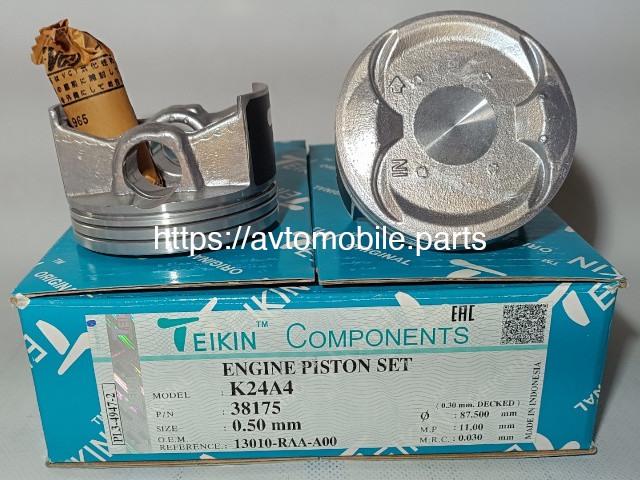 965
IN
https://avtomobile.parts
ORIGINAL
TEIKIN™ COMPONENTS
EAC
ENGINE PISTON SET
MODEL : K24A4
P/N : 38175
SIZE : 0.50 mm
O.E.M
REFERENCE. : 13010-RAA-A00
(0.30 mm. DECKED)
Ø : 87.500 mm
M.P : 11.00 mm
M.R.C. : 0.030 mm
MADE IN INDONESIA
PL3-4947-2